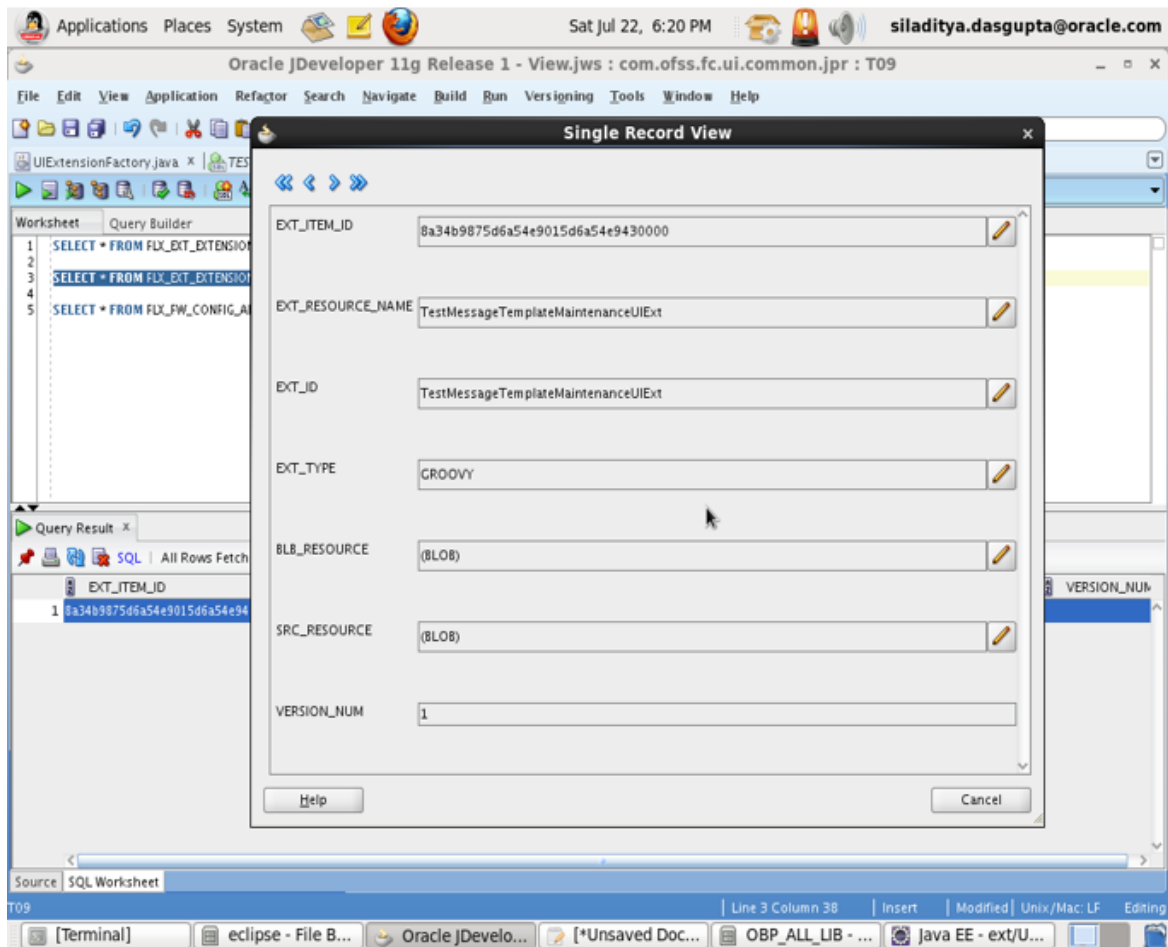 Applications Places System Sat Jul 22, 6:20 PM siladitya.dasgupta@oracle.com
Oracle JDeveloper 11g Release 1 - View.jws : com.ofss.fc.ui.common.jpr : T09
File Edit View Application Refactor Search Navigate Build Run Versioning Tools Window Help
Single Record View
UIExtensionFactory.java TES
Worksheet Query Builder
EXT_ITEM_ID 8a34b9875d6a54e9015d6a54e9430000
1 SELECT * FROM FLX_EXT_EXTENSION
2
3 SELECT * FROM FLX_EXT_EXTENSION
4
5 SELECT * FROM FLX_FW_CONFIG_A
EXT_RESOURCE_NAME TestMessageTemplateMaintenanceUIExt
EXT_ID TestMessageTemplateMaintenanceUIExt
EXT_TYPE GROOVY
Query Result
BLB_RESOURCE (BLOB)
SQL | All Rows Fetch
EXT_ITEM_ID VERSION_NUM
1 8a34b9875d6a54e9015d6a54e94
SRC_RESOURCE (BLOB)
VERSION_NUM 1
Help Cancel
Source SQL Worksheet
T09 Line 3 Column 38 Insert Modified Unix/Mac: LF Editing
[Terminal] eclipse - File B... Oracle JDevelo... [*Unsaved Doc... OBP_ALL_LIB - ... Java EE - ext/U...